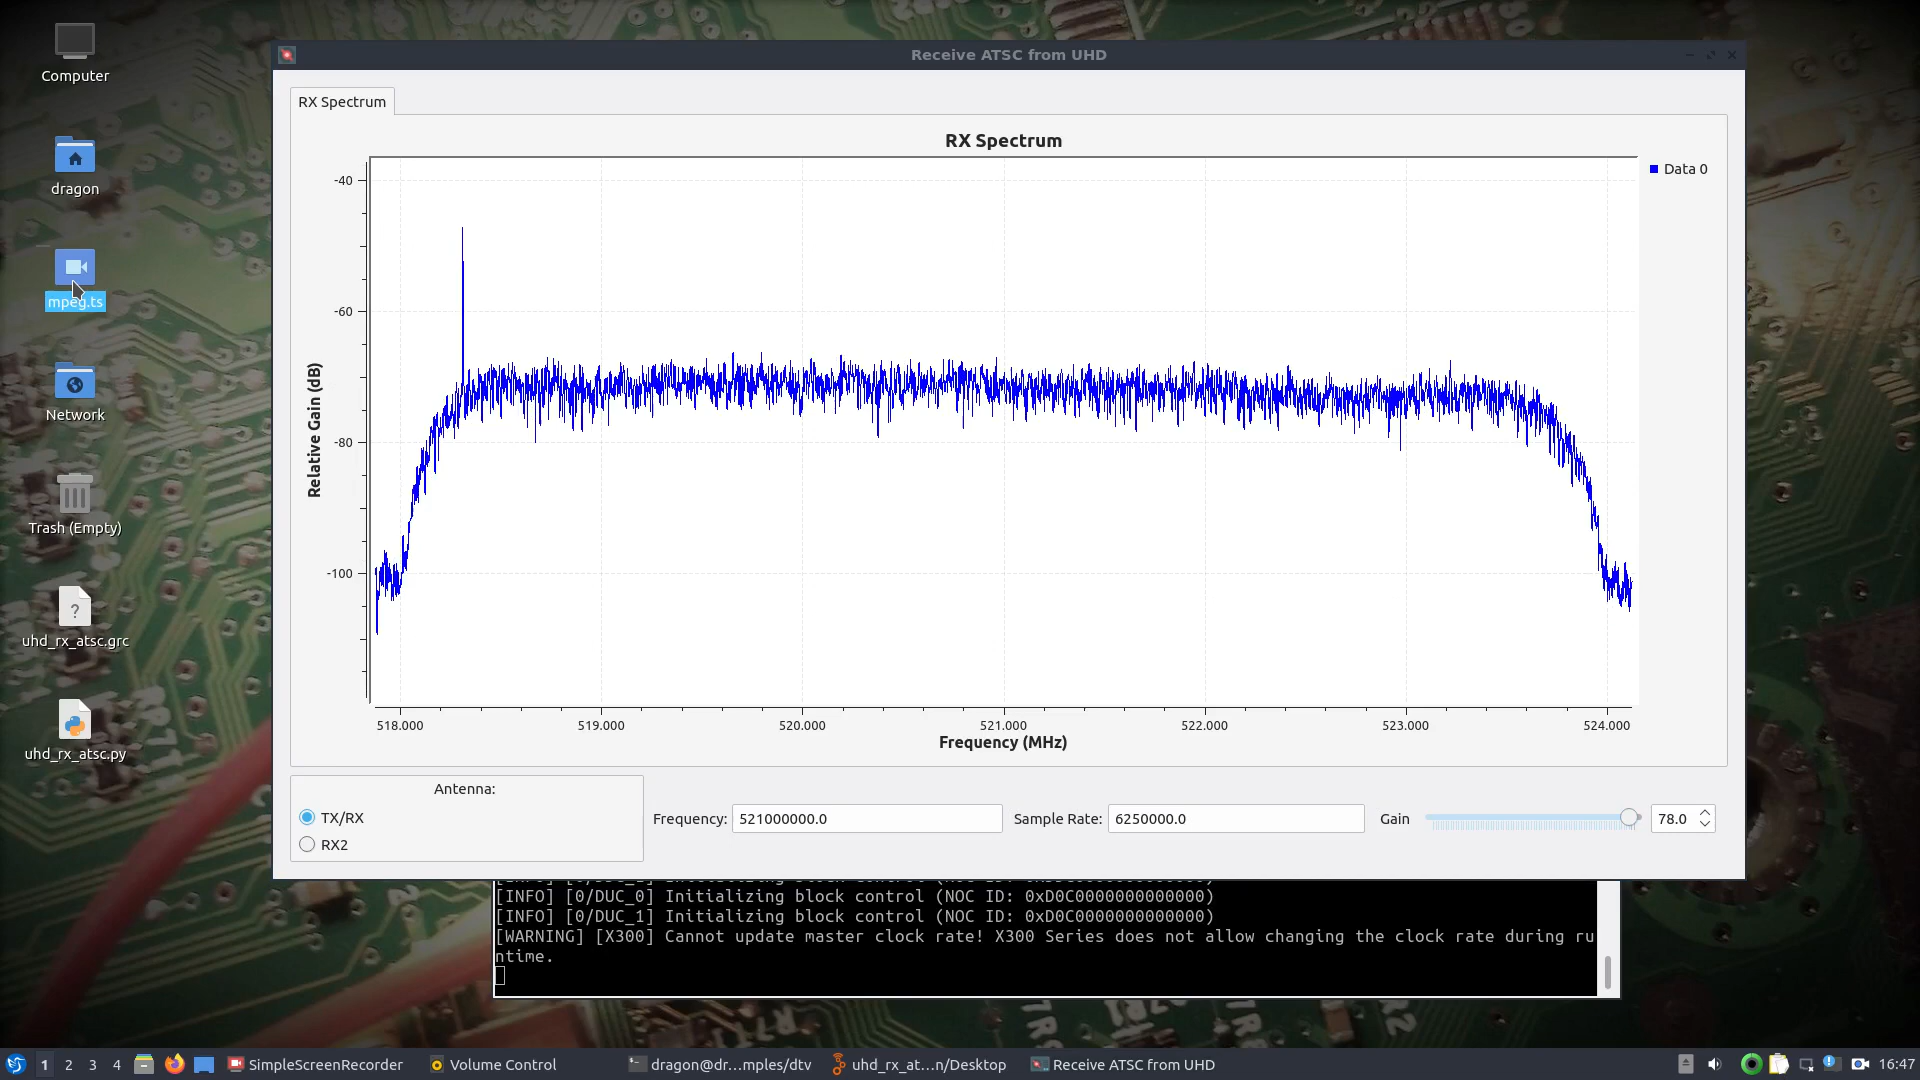 Computer
dragon
mpeg.ts
Network
Trash (Empty)
uhd_rx_atsc.grc
uhd_rx_atsc.py
Receive ATSC from UHD
RX Spectrum
RX Spectrum
Data 0
-40
-60
-80
-100
Relative Gain (dB)
518.000 519.000 520.000 521.000 522.000 523.000 524.000
Frequency (MHz)
Antenna:
TX/RX
RX2
Frequency: 521000000.0 Sample Rate: 6250000.0 Gain 78.0
[INFO] [0/DUC_0] Initializing block control (NOC ID: 0xD0C0000000000000)
[INFO] [0/DUC_1] Initializing block control (NOC ID: 0xD0C0000000000000)
[WARNING] [X300] Cannot update master clock rate! X300 Series does not allow changing the clock rate during ru
ntime.
1 2 3 4 SimpleScreenRecorder Volume Control dragon@dr...mples/dtv uhd_rx_at...n/Desktop Receive ATSC from UHD 16:47